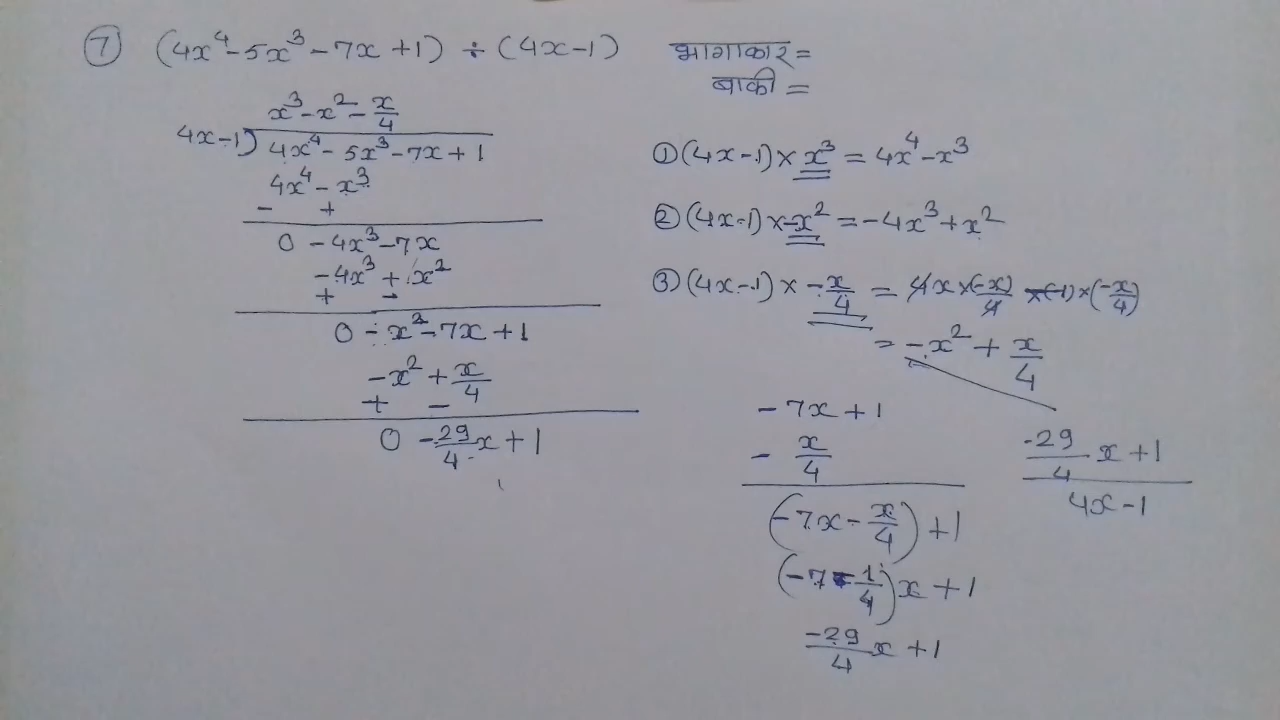 ⑦ (4x⁴-5x³-7x+1) ÷ (4x-1)
भागाकार =
बाकी =
x³-x²-x/4
4x-1) 4x⁴-5x³-7x+1
4x⁴-x³
- +
0 -4x³-7x
-4x³+x²
+ -
0 -x²-7x+1
-x²+x/4
+ -
0 -29/4x+1
① (4x-1)×x³ = 4x⁴-x³
② (4x-1)×-x² = -4x³+x²
③ (4x-1)×-x/4 = 4x×(-x)/4 ×(-1)×(-x/4)
= -x²+x/4
-7x+1
- x/4
(-7x-x/4)+1
(-7-1/4)x+1
-29/4x+1
-29/4x+1
4x-1